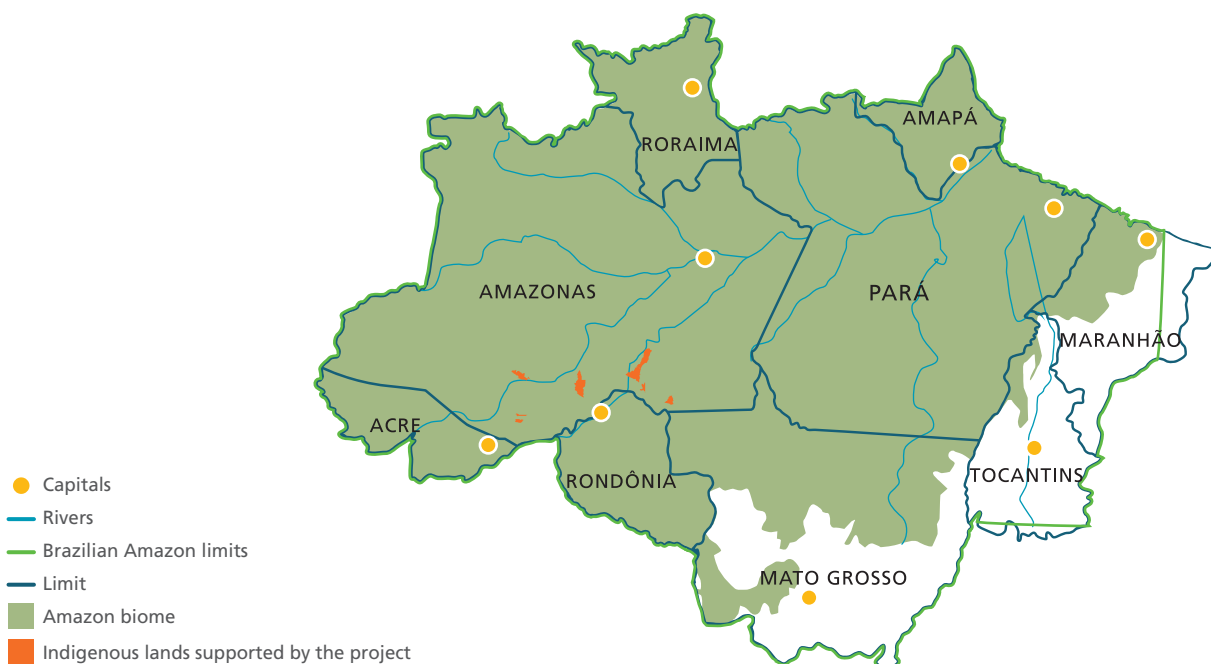 AMAPÁ
RORAIMA
AMAZONAS
PARÁ
MARANHÃO
ACRE
RONDÔNIA
TOCANTINS
MATO GROSSO
Capitals
Rivers
Brazilian Amazon limits
Limit
Amazon biome
Indigenous lands supported by the project